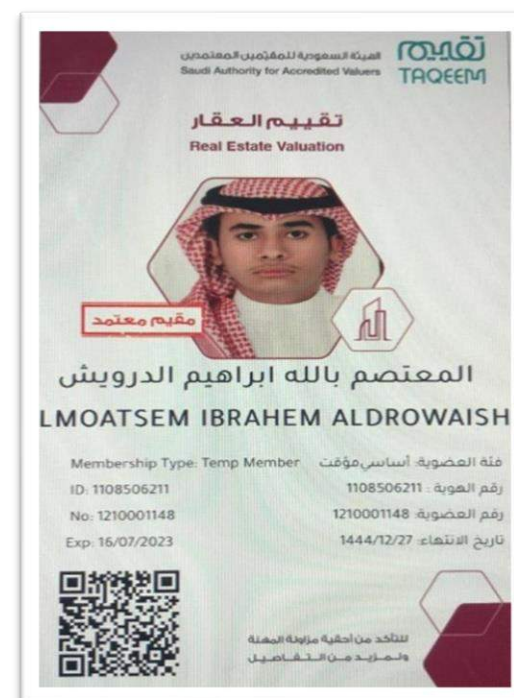 الهيئة السعودية للمقيّمين المعتمدين
Saudi Authority for Accredited Valuers
تقييم
TAQEEM
تقييم العقار
Real Estate Valuation
مقيم معتمد
المعتصم بالله ابراهيم الدرويش
LMOATSEM IBRAHEM ALDROWAISH
Membership Type: Temp Member فئة العضوية: أساسي مؤقت
ID: 1108506211 رقم الهوية : 1108506211
No: 1210001148 رقم العضوية: 1210001148
Exp: 16/07/2023 تاريخ الانتهاء: 1444/12/27
للتأكد من أحقية مزاولة المهنة
ولمزيد من التفاصيل